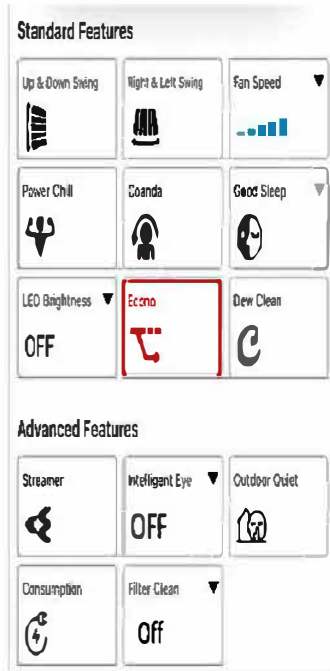 Standard Features
Up & Down Swing
Right & Left Swing
Fan Speed
Power Chill
Coanda
Good Sleep
LED Brightness
OFF
Econo
Dew Clean
Advanced Features
Streamer
Intelligent Eye
OFF
Outdoor Quiet
Consumption
Filter Clean
Off